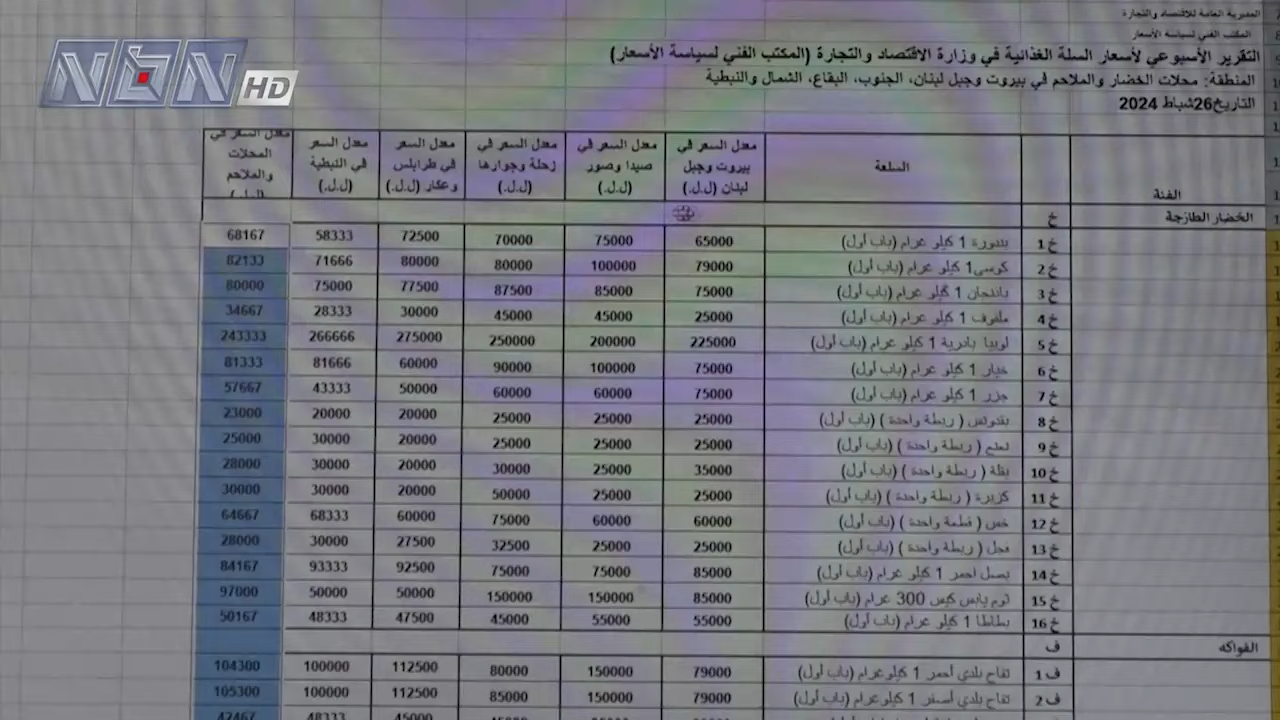 المديرية العامة للاقتصاد والتجارة
المكتب الفني لسياسة الأسعار
التقرير الأسبوعي لأسعار السلة الغذائية في وزارة الاقتصاد والتجارة (المكتب الفني لسياسة الأسعار)
المنطقة: محلات الخضار والملاحم في بيروت وجبل لبنان، الجنوب، البقاع، الشمال والنبطية
التاريخ26شباط 2024
NBN HD
الفئة السلعة معدل السعر في بيروت وجبل لبنان (ل.ل.) معدل السعر في صيدا وصور (ل.ل.) معدل السعر في زحلة وجوارها (ل.ل.) معدل السعر في طرابلس وعكار (ل.ل.) معدل السعر في النبطية (ل.ل.) معدل السعر في المحلات والملاحم (ل.ل.)
الخضار الطازجة خ
خ 1 بندورة 1 كيلو غرام (باب أول) 65000 75000 70000 72500 58333 68167
خ 2 كوسى1 كيلو غرام (باب أول) 79000 100000 80000 80000 71666 82133
خ 3 باذنجان 1 كيلو غرام (باب أول) 75000 85000 87500 77500 75000 80000
خ 4 ملفوف 1 كيلو غرام (باب أول) 25000 45000 45000 30000 28333 34667
خ 5 لوبيا بادرية 1 كيلو غرام (باب أول) 225000 200000 250000 275000 266666 243333
خ 6 خيار 1 كيلو غرام (باب أول) 75000 100000 90000 60000 81666 81333
خ 7 جزر 1 كيلو غرام (باب أول) 75000 60000 60000 50000 43333 57667
خ 8 بقدونس ( ربطة واحدة ) (باب أول) 25000 25000 25000 20000 20000 23000
خ 9 نعنع ( ربطة واحدة ) (باب أول) 25000 25000 25000 20000 30000 25000
خ 10 بقلة ( ربطة واحدة ) (باب أول) 35000 25000 30000 20000 30000 28000
خ 11 كزبرة ( ربطة واحدة ) (باب أول) 25000 25000 50000 20000 30000 30000
خ 12 خس ( قطعة واحدة ) (باب أول) 60000 60000 75000 60000 68333 64667
خ 13 فجل ( ربطة واحدة ) (باب أول) 25000 25000 32500 27500 30000 28000
خ 14 بصل احمر 1 كيلو غرام (باب أول) 85000 75000 75000 92500 93333 84167
خ 15 ثوم يابس كيس 300 غرام (باب أول) 85000 150000 150000 50000 50000 97000
خ 16 بطاطا 1 كيلو غرام (باب أول) 55000 55000 45000 47500 48333 50167
الفواكه ف
ف 1 تفاح بلدي أحمر 1 كيلوغرام (باب أول) 79000 150000 80000 112500 100000 104300
ف 2 تفاح بلدي أصفر 1 كيلوغرام (باب أول) 79000 150000 85000 112500 100000 105300
45000 48333 42467